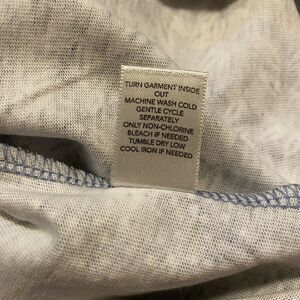 TURN GARMENT INSIDE
OUT
MACHINE WASH COLD
GENTLE CYCLE
SEPARATELY
ONLY NON-CHLORINE
BLEACH IF NEEDED
TUMBLE DRY LOW
COOL IRON IF NEEDED